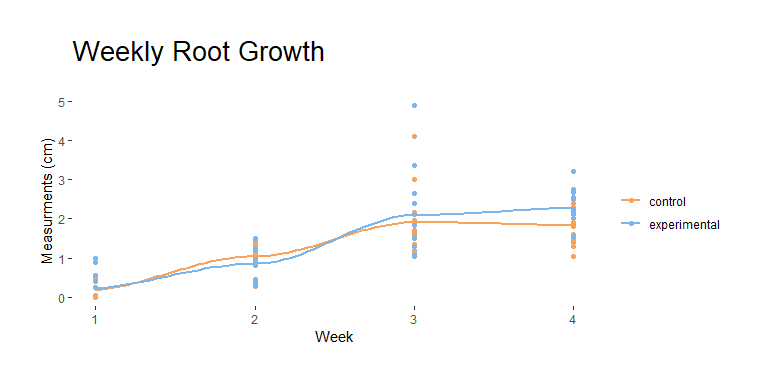 Weekly Root Growth
5
4
3
2
1
0
Measurments (cm)
1 2 3 4
Week
control
experimental